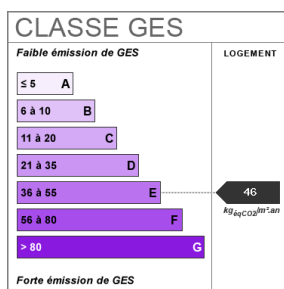 CLASSE GES
Faible émission de GES
LOGEMENT
≤ 5 A
6 à 10 B
11 à 20 C
21 à 35 D
36 à 55 E
46
kgéqCO2/m².an
56 à 80 F
> 80 G
Forte émission de GES